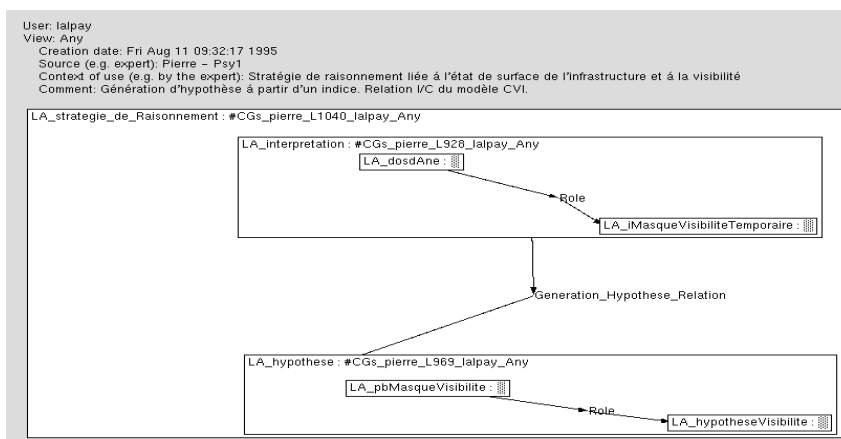 User: lalpay
View: Any
Creation date: Fri Aug 11 09:32:17 1995
Source (e.g. expert): Pierre – Psy1
Context of use (e.g. by the expert): Stratégie de raisonnement liée á l'état de surface de l'infrastructure et á la visibilité
Comment: Génération d'hypothèse á partir d'un indice. Relation I/C du modèle CVI.
LA_strategie_de_Raisonnement : #CGs_pierre_L1040_lalpay_Any
LA_interpretation : #CGs_pierre_L928_lalpay_Any
LA_dosdAne :
Role
LA_iMasqueVisibiliteTemporaire :
Generation_Hypothese_Relation
LA_hypothese : #CGs_pierre_L969_lalpay_Any
LA_pbMasqueVisibilite :
Role
LA_hypotheseVisibilite :